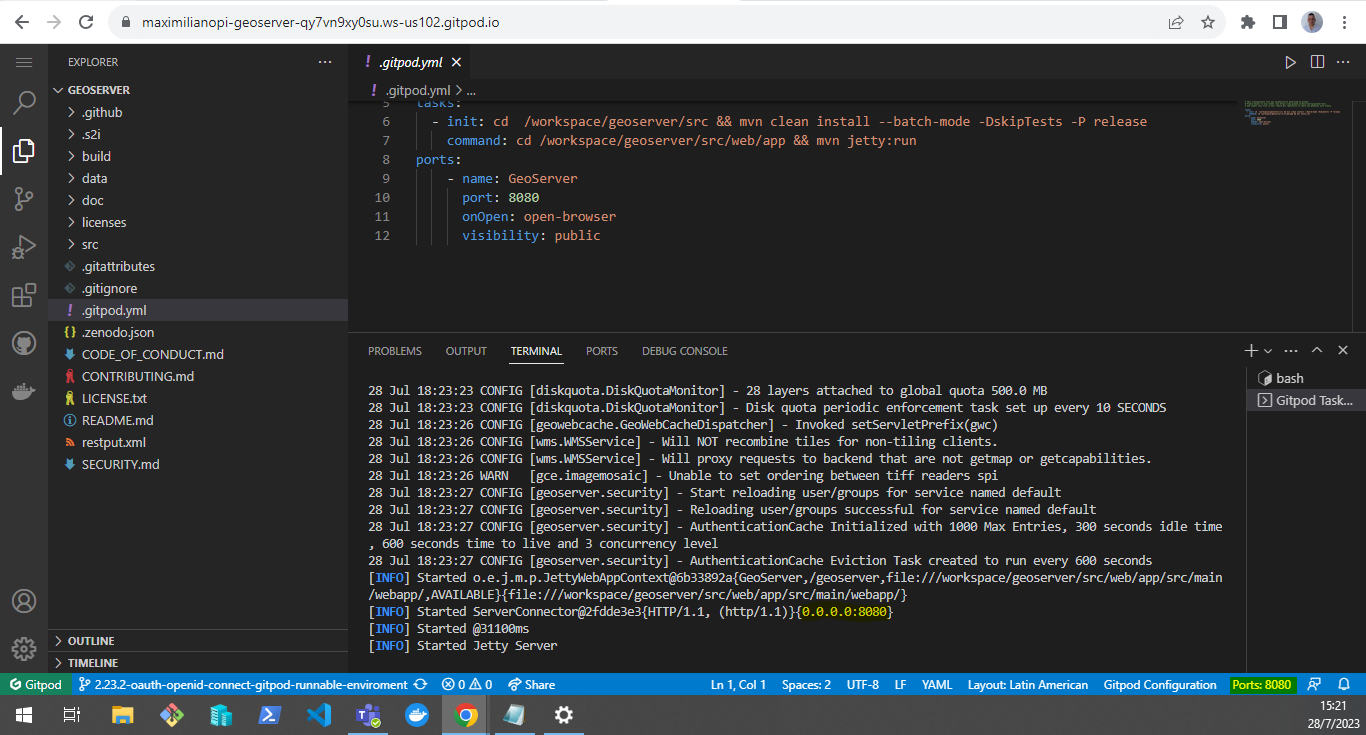 maximilianopi-geoserver-qy7vn9xy0su.ws-us102.gitpod.io
EXPLORER
GEOSERVER
.github
.s2i
build
data
doc
licenses
src
.gitattributes
.gitignore
.gitpod.yml
.zenodo.json
CODE_OF_CONDUCT.md
CONTRIBUTING.md
LICENSE.txt
README.md
restput.xml
SECURITY.md
OUTLINE
TIMELINE
.gitpod.yml
.gitpod.yml > ...
5 tasks:
6 - init: cd  /workspace/geoserver/src && mvn clean install --batch-mode -DskipTests -P release
7 command: cd /workspace/geoserver/src/web/app && mvn jetty:run
8 ports:
9 - name: GeoServer
10 port: 8080
11 onOpen: open-browser
12 visibility: public
PROBLEMS OUTPUT TERMINAL PORTS DEBUG CONSOLE
28 Jul 18:23:23 CONFIG [diskquota.DiskQuotaMonitor] - 28 layers attached to global quota 500.0 MB
28 Jul 18:23:23 CONFIG [diskquota.DiskQuotaMonitor] - Disk quota periodic enforcement task set up every 10 SECONDS
28 Jul 18:23:26 CONFIG [geowebcache.GeoWebCacheDispatcher] - Invoked setServletPrefix(gwc)
28 Jul 18:23:26 CONFIG [wms.WMSService] - Will NOT recombine tiles for non-tiling clients.
28 Jul 18:23:26 CONFIG [wms.WMSService] - Will proxy requests to backend that are not getmap or getcapabilities.
28 Jul 18:23:26 WARN   [gce.imagemosaic] - Unable to set ordering between tiff readers spi
28 Jul 18:23:27 CONFIG [geoserver.security] - Start reloading user/groups for service named default
28 Jul 18:23:27 CONFIG [geoserver.security] - Reloading user/groups successful for service named default
28 Jul 18:23:27 CONFIG [geoserver.security] - AuthenticationCache Initialized with 1000 Max Entries, 300 seconds idle time
, 600 seconds time to live and 3 concurrency level
28 Jul 18:23:27 CONFIG [geoserver.security] - AuthenticationCache Eviction Task created to run every 600 seconds
[INFO] Started o.e.j.m.p.JettyWebAppContext@6b33892a{GeoServer,/geoserver,file:///workspace/geoserver/src/web/app/src/main
/webapp/,AVAILABLE}{file:///workspace/geoserver/src/web/app/src/main/webapp/}
[INFO] Started ServerConnector@2fdde3e3{HTTP/1.1, (http/1.1)}{0.0.0.0:8080}
[INFO] Started @31100ms
[INFO] Started Jetty Server
bash
Gitpod Task...
Gitpod 2.23.2-oauth-openid-connect-gitpod-runnable-enviroment 0 0 Share Ln 1, Col 1 Spaces: 2 UTF-8 LF YAML Layout: Latin American Gitpod Configuration Ports: 8080
15:21
28/7/2023